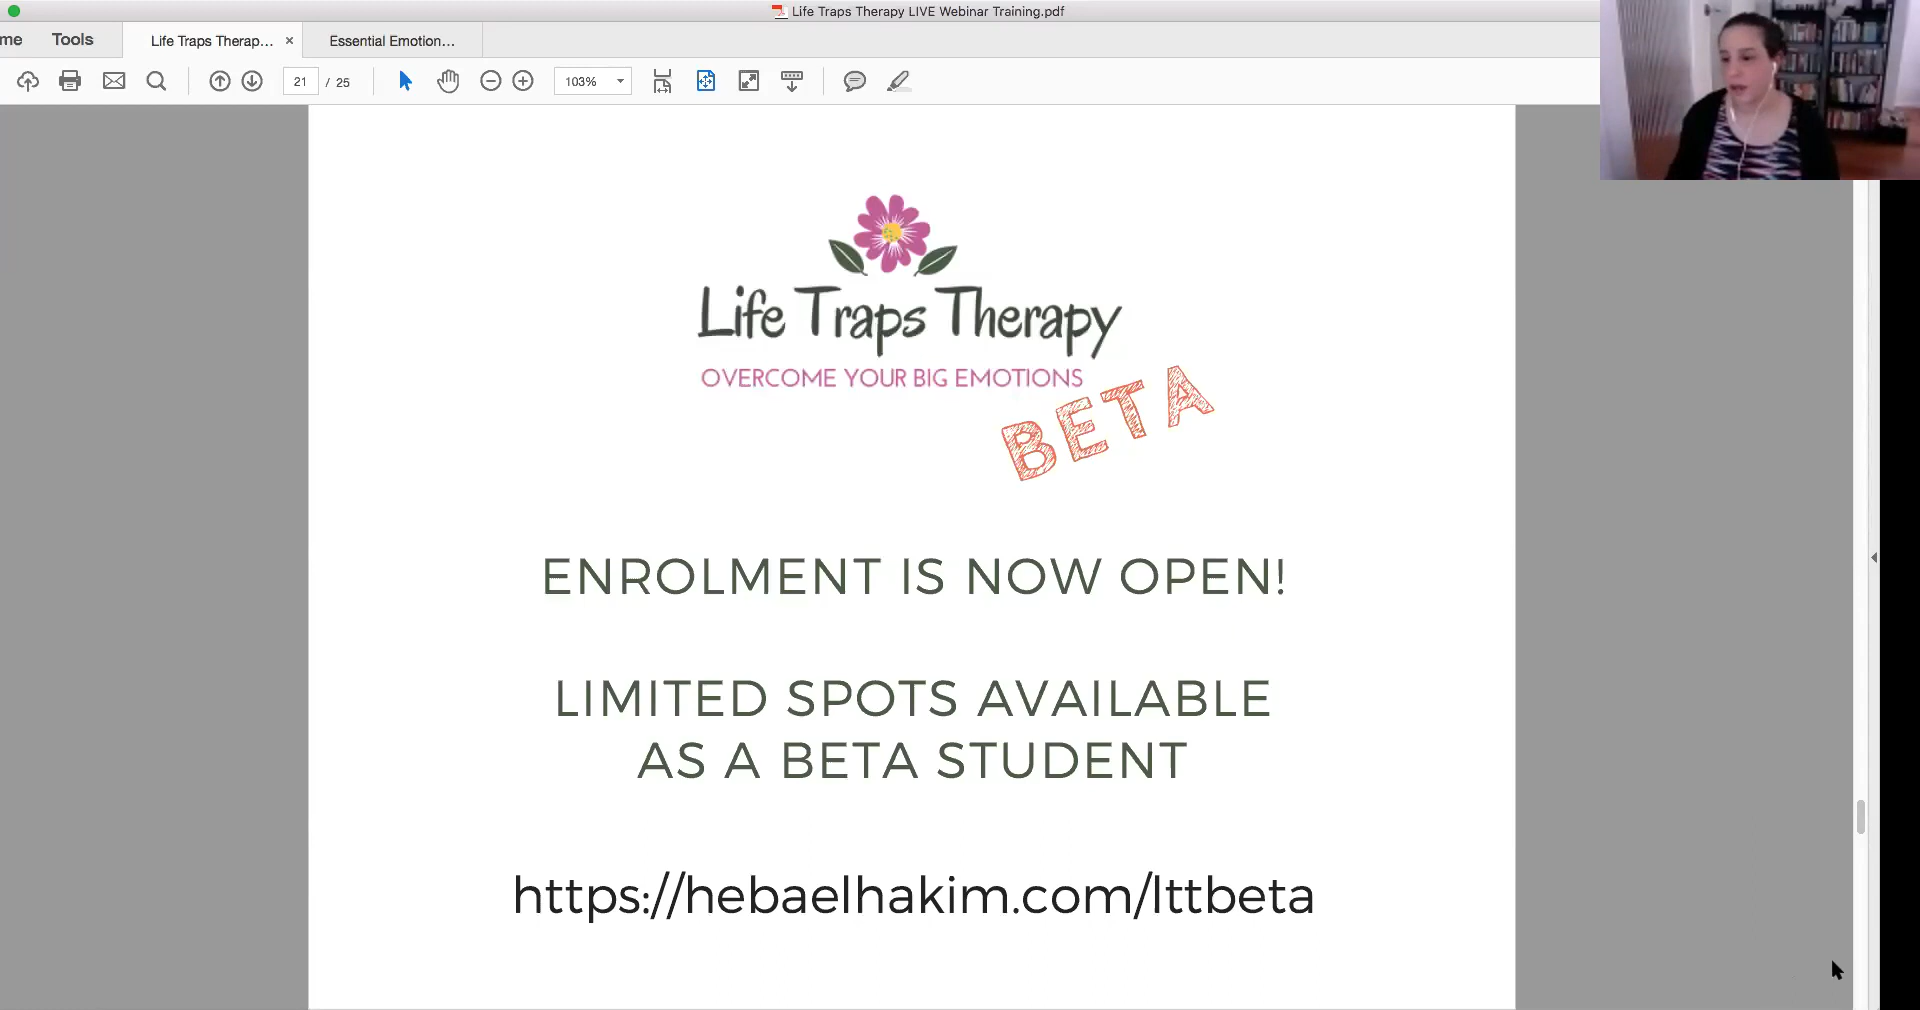 Life Traps Therapy LIVE Webinar Training.pdf
me
Tools
Life Traps Therap...
×
Essential Emotion...
21 / 25
103%
Life Traps Therapy
OVERCOME YOUR BIG EMOTIONS
BETA
ENROLMENT IS NOW OPEN!
LIMITED SPOTS AVAILABLE
AS A BETA STUDENT
https://hebaelhakim.com/lttbeta